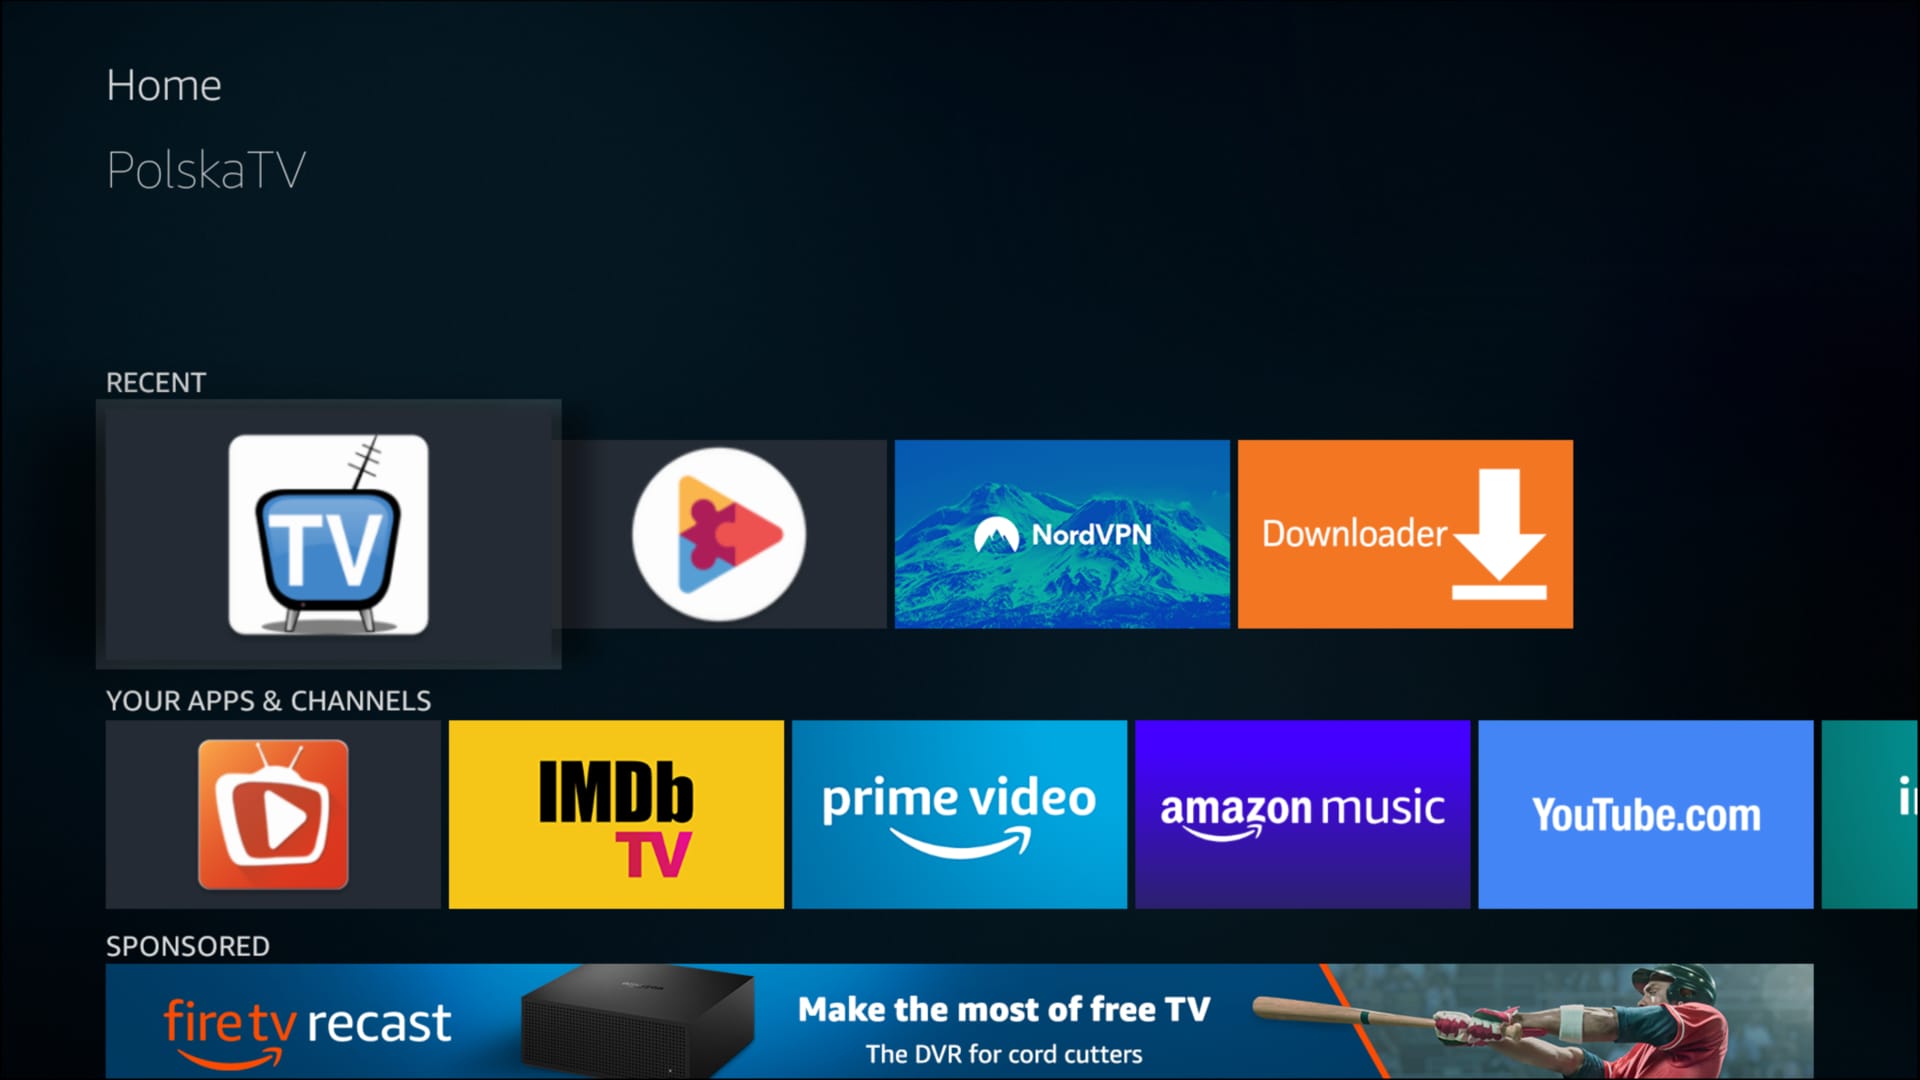 Home
PolskaTV
RECENT
TV
NordVPN
Downloader
YOUR APPS & CHANNELS
IMDb
TV
prime video
amazon music
YouTube.com
SPONSORED
fire tv recast
Make the most of free TV
The DVR for cord cutters